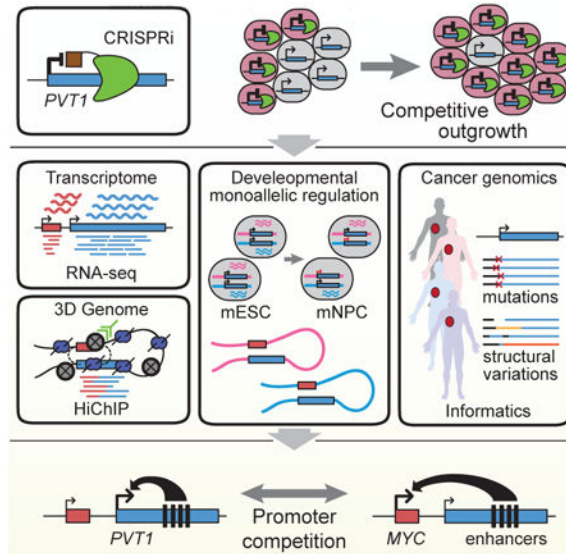 CRISPRi
PVT1
Competitive
outgrowth
Transcriptome
RNA-seq
3D Genome
HiChIP
Develeopmental
monoallelic regulation
mESC
mNPC
Cancer genomics
mutations
structural
variations
Informatics
PVT1
Promoter
competition
MYC
enhancers